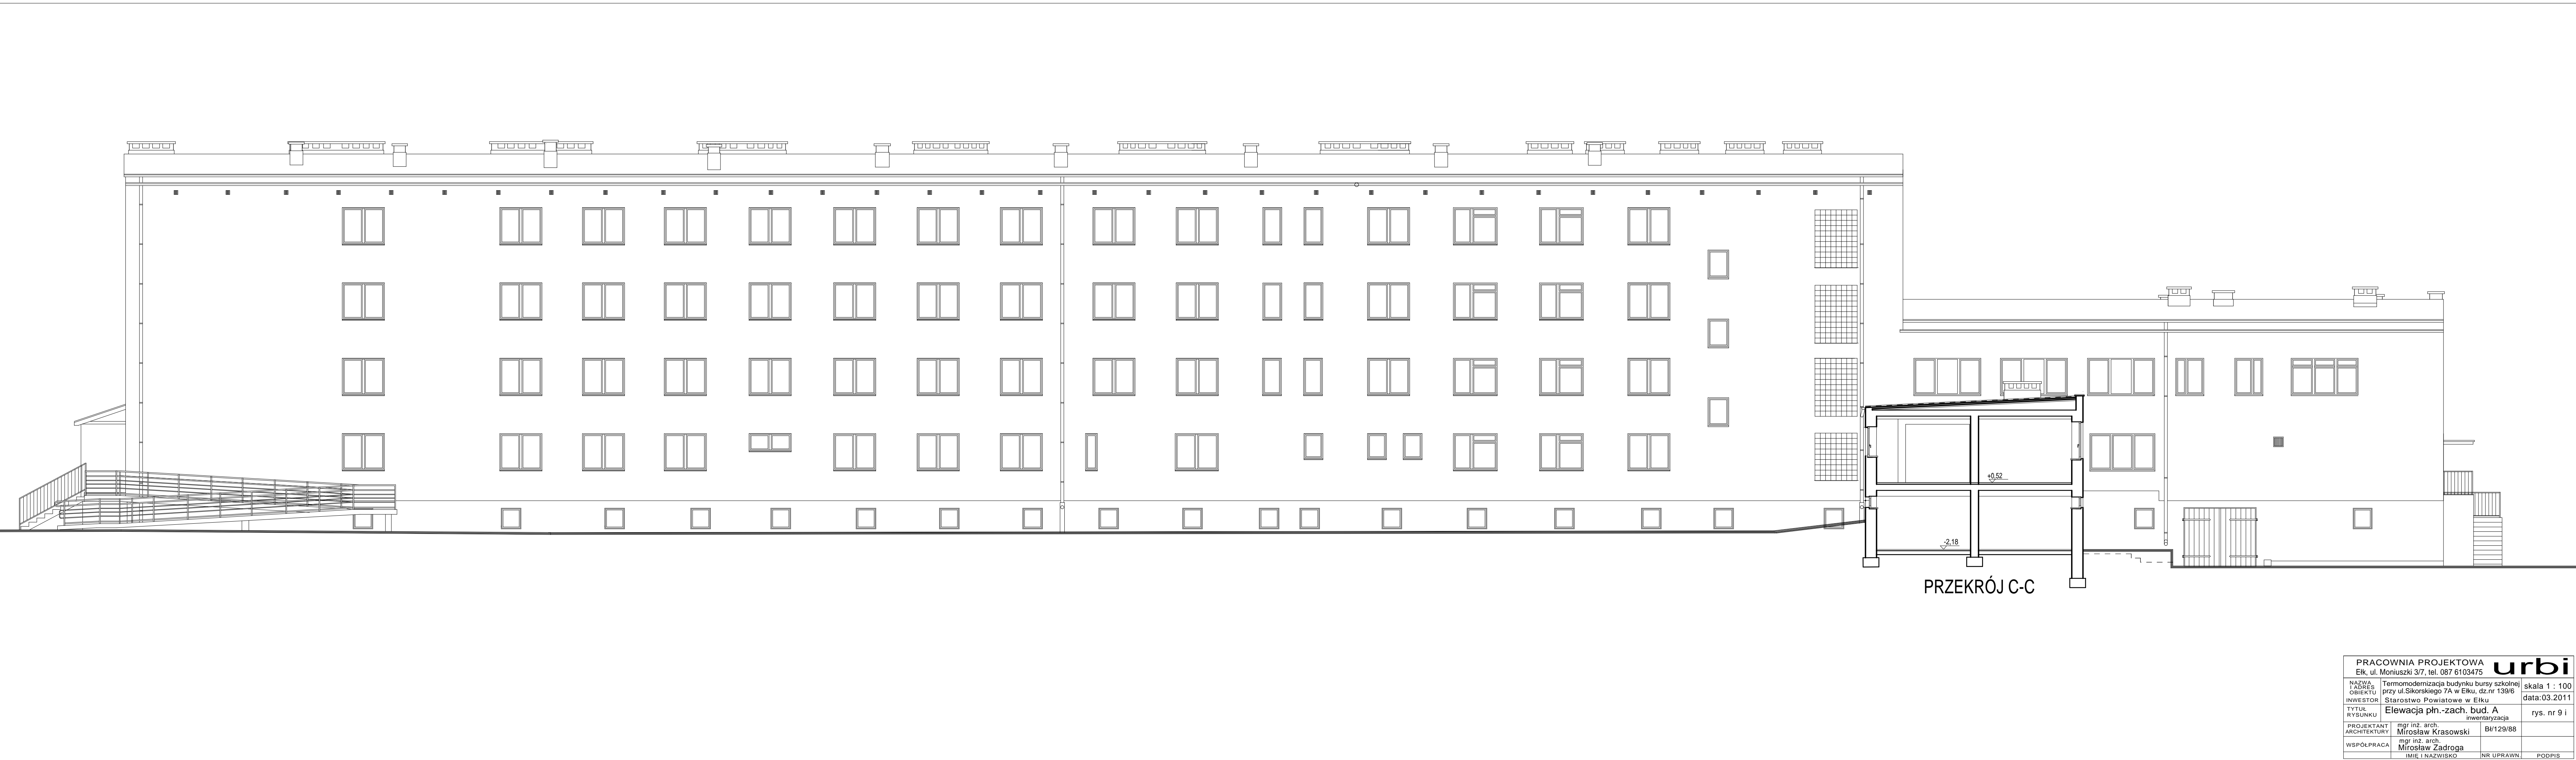 +0,52
-2,18
PRZEKRÓJ C-C
PRACOWNIA PROJEKTOWA
Ełk, ul. Moniuszki 3/7, tel. 087 6103475
urbi
NAZWA
I ADRES
OBIEKTU
Termomodernizacja budynku bursy szkolnej
przy ul.Sikorskiego 7A w Ełku, dz.nr 139/6
skala 1 : 100
INWESTOR
Starostwo Powiatowe w Ełku
data:03.2011
TYTUŁ
RYSUNKU
Elewacja płn.-zach. bud. A
inwentaryzacja
rys. nr 9 i
PROJEKTANT
ARCHITEKTURY
mgr inż. arch.
Mirosław Krasowski
Bł/129/88
WSPÓŁPRACA
mgr inż. arch.
Mirosław Zadroga
IMIĘ I NAZWISKO
NR UPRAWN.
PODPIS